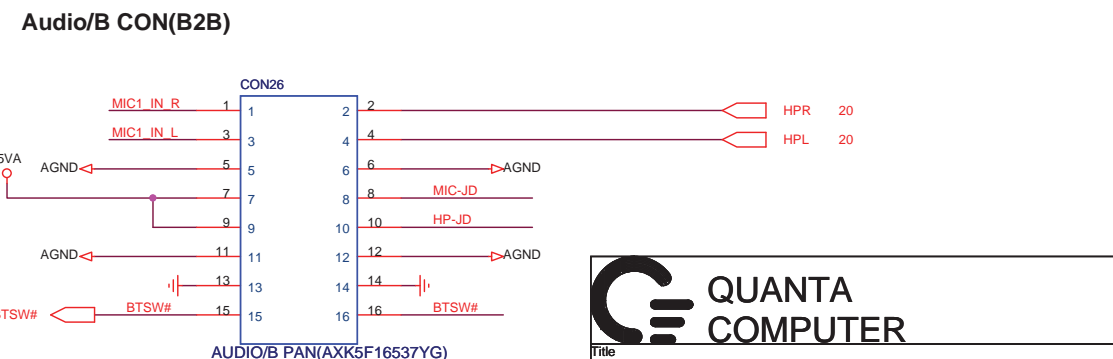 Audio/B CON(B2B)
CON26
MIC1_IN_R 1 1 2 2 HPR 20
MIC1_IN_L 3 3 4 4 HPL 20
5VA
AGND 5 5 6 6 AGND
7 7 8 8 MIC-JD
9 9 10 10 HP-JD
AGND 11 11 12 12 AGND
13 13 14 14
BTSW# BTSW# 15 15 16 16 BTSW#
AUDIO/B PAN(AXK5F16537YG)
QUANTA
COMPUTER
Title